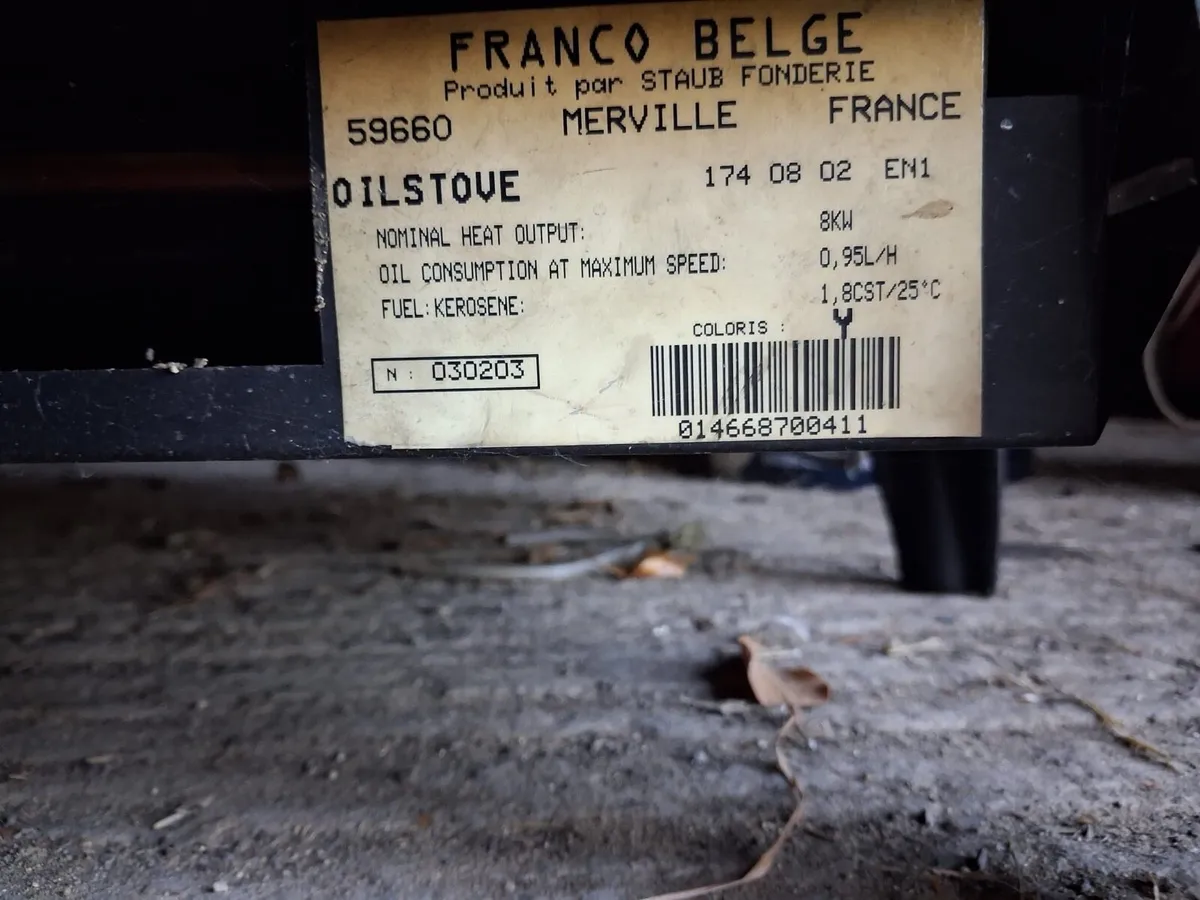 FRANCO BELGE
Produit par STAUB FONDERIE
59660 MERVILLE FRANCE
OILSTOVE 174 08 02 EN1
NOMINAL HEAT OUTPUT: 8KW
OIL CONSUMPTION AT MAXIMUM SPEED: 0,95L/H
FUEL:KEROSENE: 1,8CST/25°C
COLORIS : Y
N : 030203
014668700411